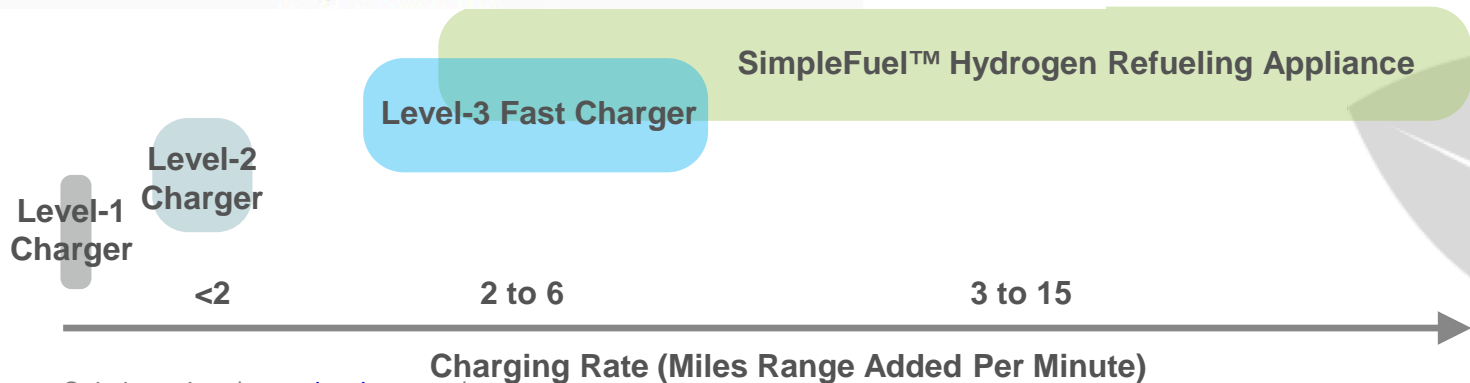 SimpleFuel™ Hydrogen Refueling Appliance
Level-3 Fast Charger
Level-2
Charger
Level-1
Charger
<2
2 to 6
3 to 15
Charging Rate (Miles Range Added Per Minute)